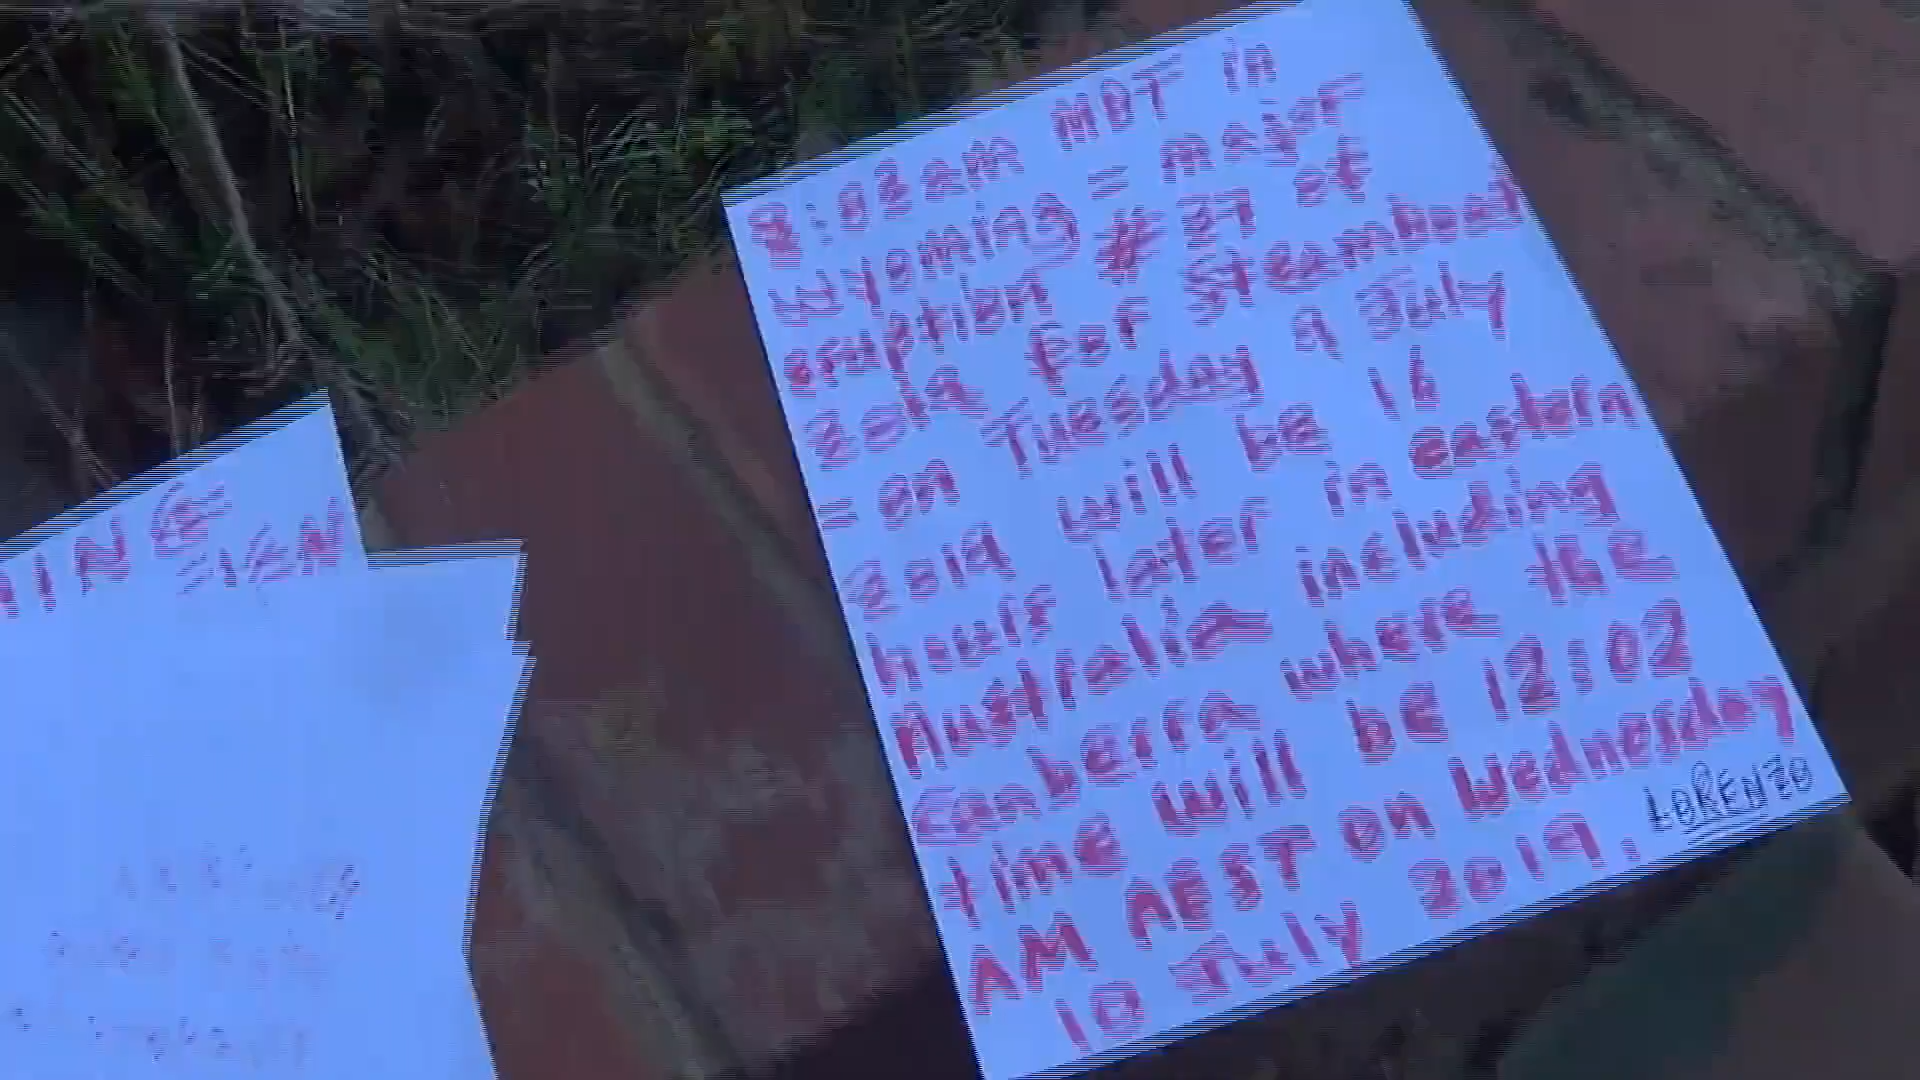 8:02am MDT in
Wyoming = major
eruption # 27 of
2019 for Steamboat
= on Tuesday 9 July
2019 will be 16
hours later in eastern
Australia including
Canberra where the
time will be 12:02
AM AEST on Wednesday
10 July 2019.
LORENZO